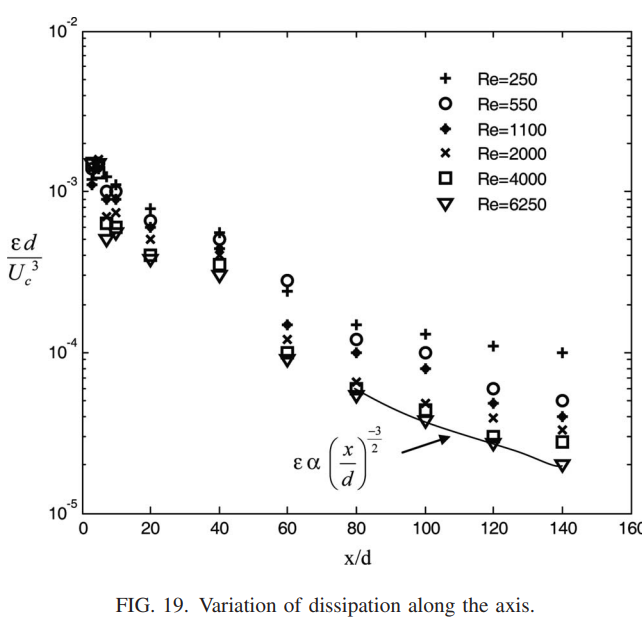 10^-2
10^-3
10^-4
10^-5
εd
U_c^3
Re=250
Re=550
Re=1100
Re=2000
Re=4000
Re=6250
ε α (x/d)^(-3/2)
0 20 40 60 80 100 120 140 160
x/d
FIG. 19. Variation of dissipation along the axis.